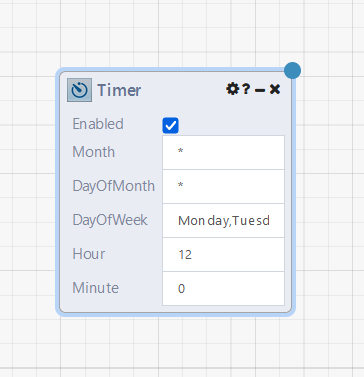 Timer ?
Enabled
Month *
DayOfMonth *
DayOfWeek Monday,Tuesd
Hour 12
Minute 0